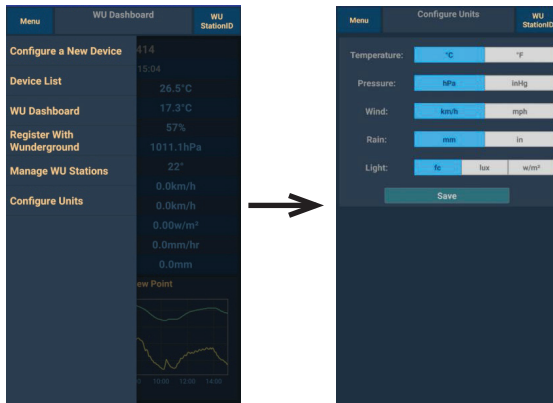 Menu
WU Dashboard
WU
StationID
Configure a New Device
Device List
WU Dashboard
Register With
Wunderground
Manage WU Stations
Configure Units
414
15:04
26.5°C
17.3°C
57%
1011.1hPa
22°
0.0km/h
0.0km/h
0.00w/m²
0.0mm/hr
0.0mm
ew Point
10:00 12:00 14:00
Menu
Configure Units
WU
StationID
Temperature: °C °F
Pressure: hPa inHg
Wind: km/h mph
Rain: mm in
Light: fc lux w/m²
Save